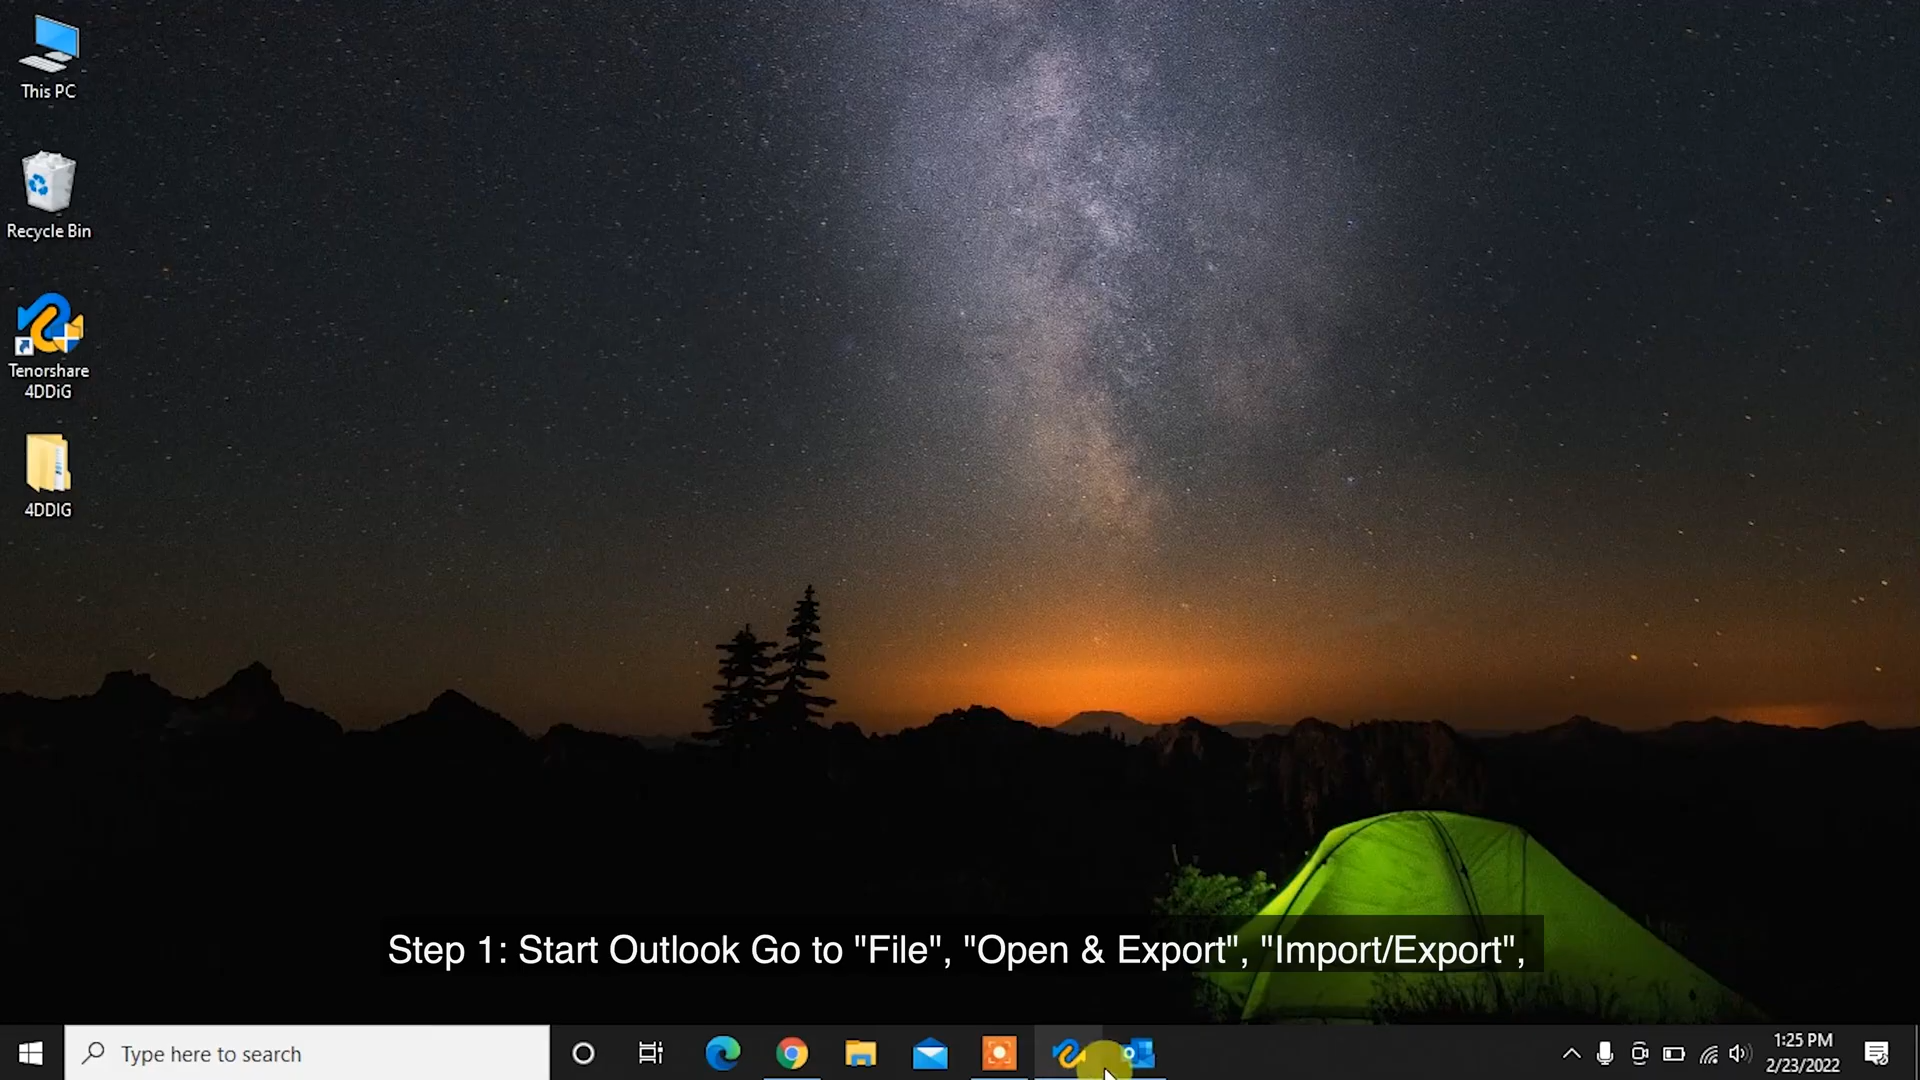 This PC
Recycle Bin
Tenorshare
4DDiG
4DDIG
Step 1: Start Outlook Go to "File", "Open & Export", "Import/Export",
Type here to search
1:25 PM
2/23/2022